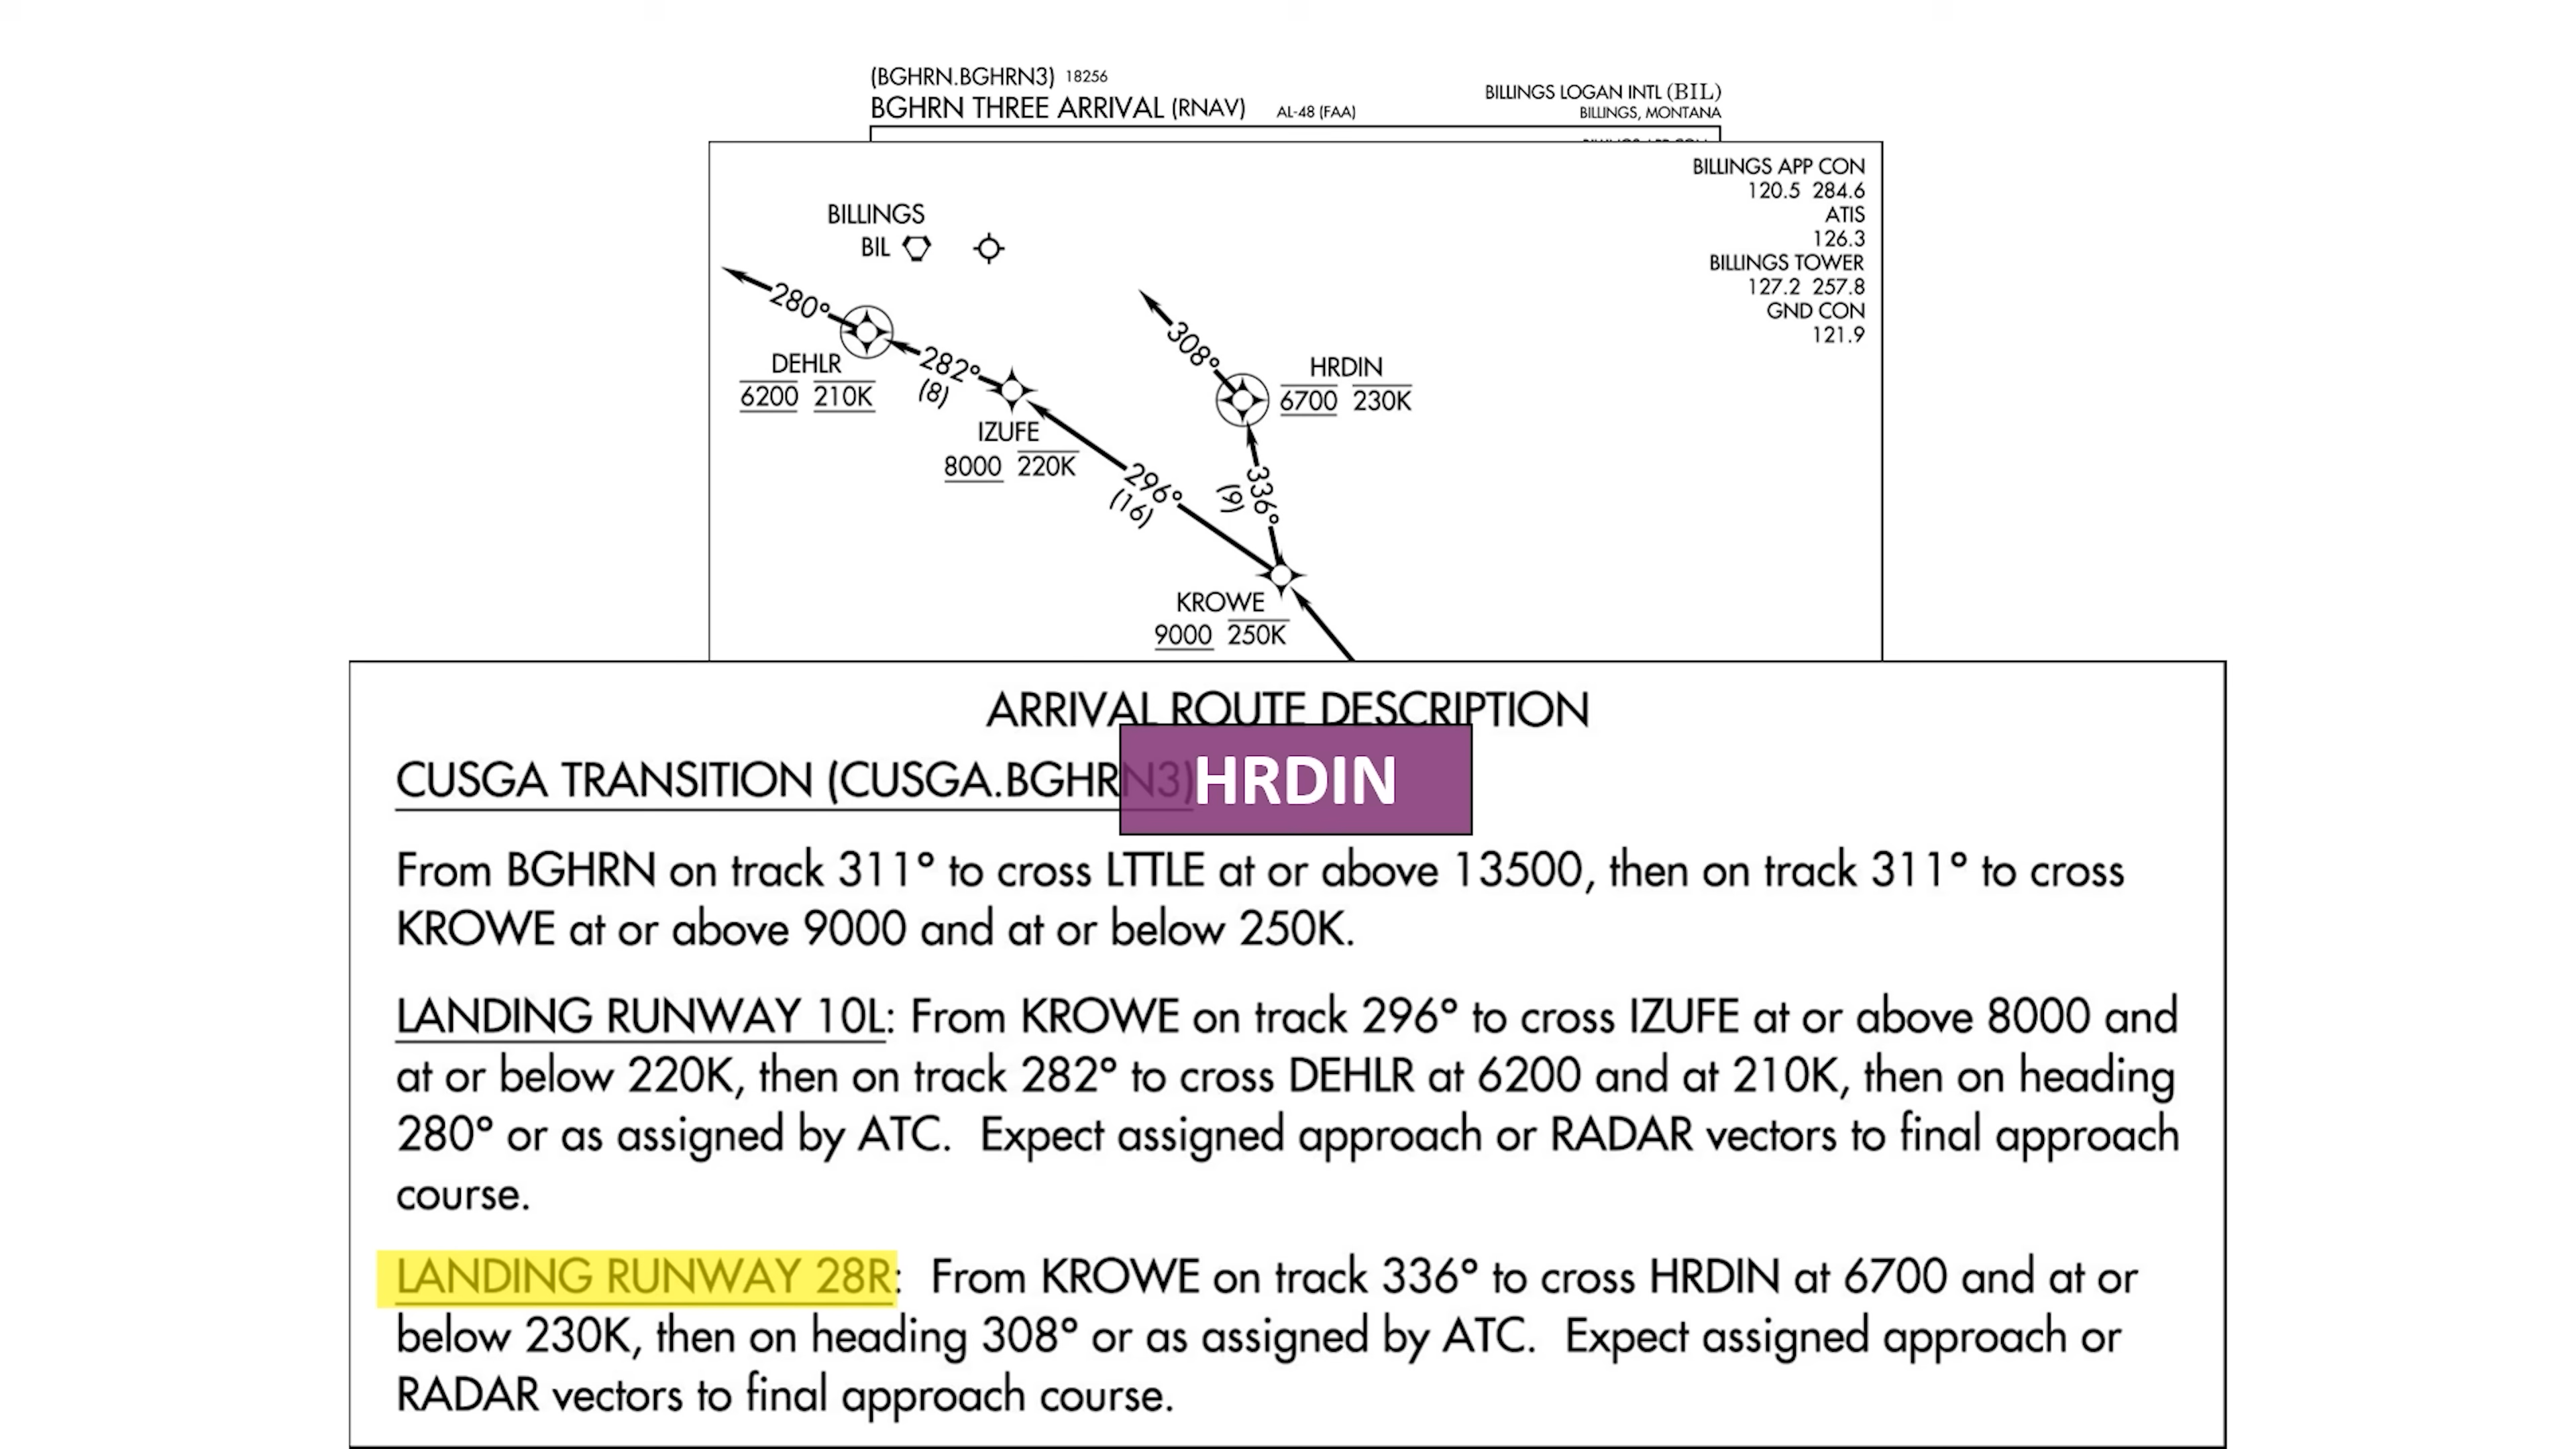 (BGHRN.BGHRN3) 18256
BGHRN THREE ARRIVAL (RNAV) AL-48 (FAA)
BILLINGS LOGAN INTL (BIL)
BILLINGS, MONTANA
BILLINGS APP CON
120.5 284.6
ATIS
126.3
BILLINGS TOWER
127.2 257.8
GND CON
121.9
BILLINGS
BIL
280°
DEHLR
6200 210K
282°
(8)
IZUFE
8000 220K
296°
(16)
308°
HRDIN
6700 230K
336°
(9)
KROWE
9000 250K
ARRIVAL ROUTE DESCRIPTION
CUSGA TRANSITION (CUSGA.BGHRN3)
HRDIN
From BGHRN on track 311° to cross LTTLE at or above 13500, then on track 311° to cross
KROWE at or above 9000 and at or below 250K.
LANDING RUNWAY 10L: From KROWE on track 296° to cross IZUFE at or above 8000 and
at or below 220K, then on track 282° to cross DEHLR at 6200 and at 210K, then on heading
280° or as assigned by ATC. Expect assigned approach or RADAR vectors to final approach
course.
LANDING RUNWAY 28R: From KROWE on track 336° to cross HRDIN at 6700 and at or
below 230K, then on heading 308° or as assigned by ATC. Expect assigned approach or
RADAR vectors to final approach course.